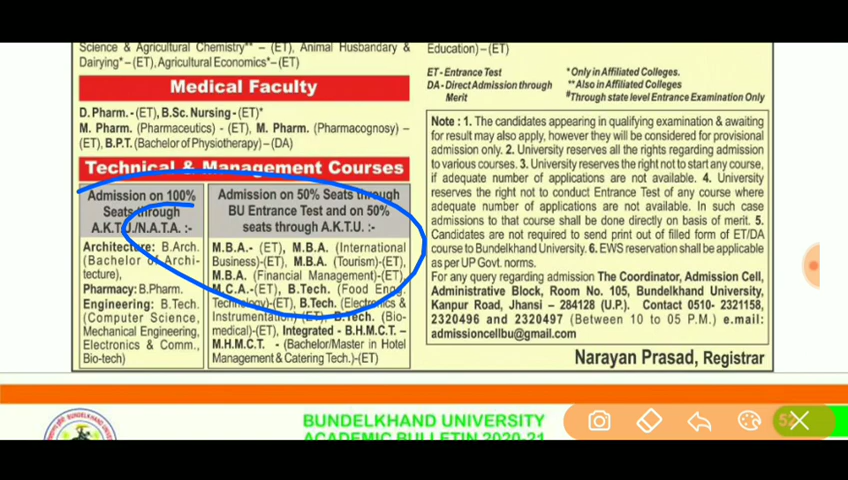 Science & Agricultural Chemistry** – (ET), Animal Husbandary &
Dairying* – (ET), Agricultural Economics*– (ET)
Medical Faculty
D. Pharm. - (ET), B.Sc. Nursing - (ET)*
M. Pharm. (Pharmaceutics) - (ET), M. Pharm. (Pharmacognosy) –
(ET), B.P.T. (Bachelor of Physiotherapy) – (DA)
Technical & Management Courses
Admission on 100%
Seats through
A.K.T.U./N.A.T.A. :-
Architecture: B.Arch.
(Bachelor of Archi-
tecture),
Pharmacy: B.Pharm.
Engineering: B.Tech.
(Computer Science,
Mechanical Engineering,
Electronics & Comm.,
Bio-tech)
Admission on 50% Seats through
BU Entrance Test and on 50%
seats through A.K.T.U. :-
M.B.A.- (ET), M.B.A. (International
Business)-(ET), M.B.A. (Tourism)-(ET),
M.B.A. (Financial Management)-(ET),
M.C.A.-(ET), B.Tech. (Food Engg.
Technology)-(ET), B.Tech. (Electronics &
Instrumentation)-(ET), B.Tech. (Bio-
medical)-(ET), Integrated - B.H.M.C.T. –
M.H.M.C.T. - (Bachelor/Master in Hotel
Management & Catering Tech.)-(ET)
Education) – (ET)
ET - Entrance Test
DA - Direct Admission through
Merit
*Only in Affiliated Colleges.
**Also in Affiliated Colleges
#Through state level Entrance Examination Only
Note : 1. The candidates appearing in qualifying examination & awaiting
for result may also apply, however they will be considered for provisional
admission only. 2. University reserves all the rights regarding admission
to various courses. 3. University reserves the right not to start any course,
if adequate number of applications are not available. 4. University
reserves the right not to conduct Entrance Test of any course where
adequate number of applications are not available. In such case
admissions to that course shall be done directly on basis of merit. 5.
Candidates are not required to send print out of filled form of ET/DA
course to Bundelkhand University. 6. EWS reservation shall be applicable
as per UP Govt. norms.
For any query regarding admission The Coordinator, Admission Cell,
Administrative Block, Room No. 105, Bundelkhand University,
Kanpur Road, Jhansi – 284128 (U.P.). Contact 0510- 2321158,
2320496 and 2320497 (Between 10 to 05 P.M.) e.mail:
admissioncellbu@gmail.com
Narayan Prasad, Registrar
BUNDELKHAND UNIVERSITY
ACADEMIC BULLETIN 2020-21